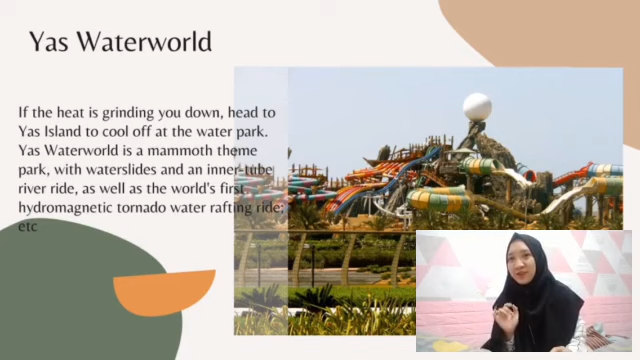 Yas Waterworld
If the heat is grinding you down, head to
Yas Island to cool off at the water park.
Yas Waterworld is a mammoth theme
park, with waterslides and an inner-tube
river ride, as well as the world's first
hydromagnetic tornado water rafting ride,
etc